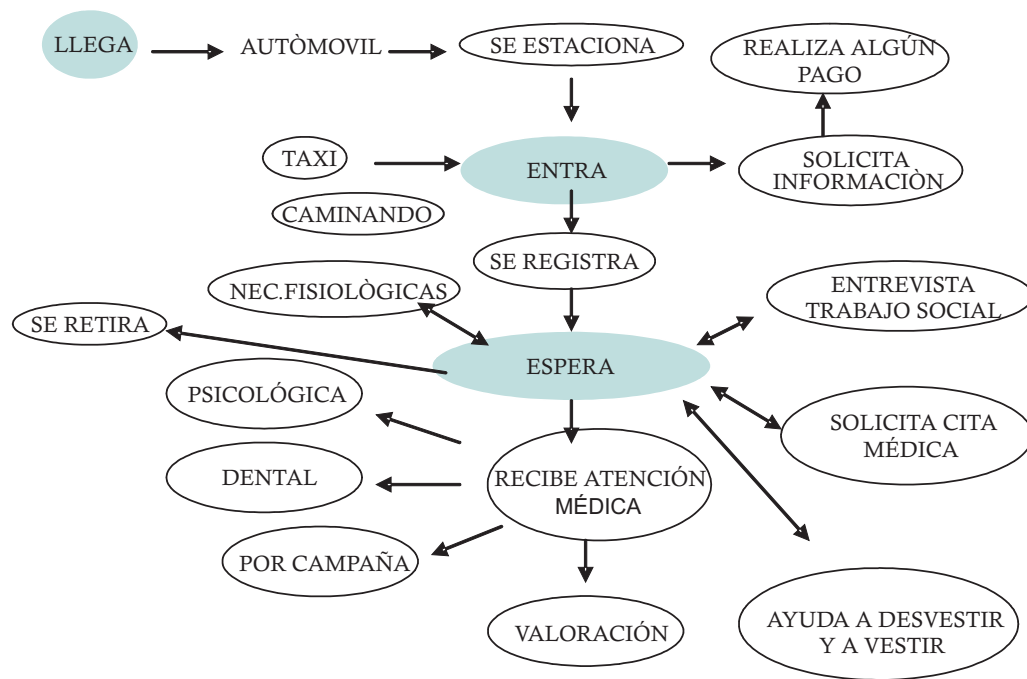 LLEGA
AUTÒMOVIL
SE ESTACIONA
REALIZA ALGÚN
PAGO
TAXI
ENTRA
SOLICITA
INFORMACIÒN
CAMINANDO
SE REGISTRA
NEC.FISIOLÒGICAS
ENTREVISTA
TRABAJO SOCIAL
SE RETIRA
ESPERA
PSICOLÓGICA
SOLICITA CITA
MÉDICA
DENTAL
RECIBE ATENCIÓN
MÉDICA
POR CAMPAÑA
VALORACIÓN
AYUDA A DESVESTIR
Y A VESTIR